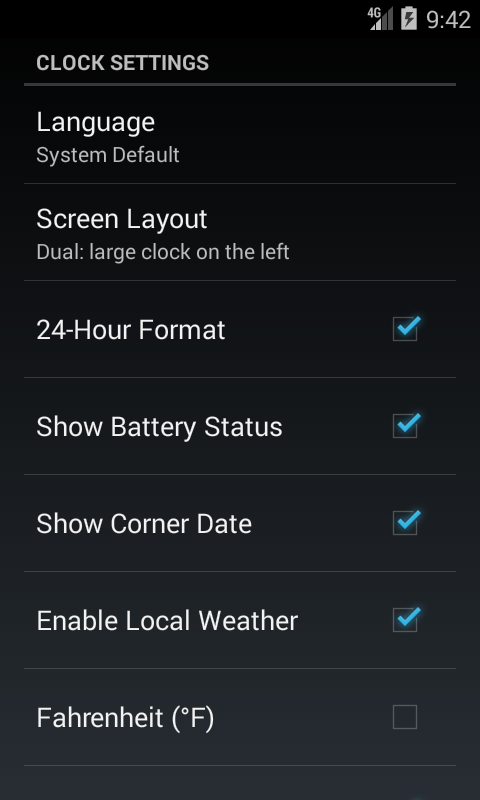 4G 9:42
CLOCK SETTINGS
Language
System Default
Screen Layout
Dual: large clock on the left
24-Hour Format
Show Battery Status
Show Corner Date
Enable Local Weather
Fahrenheit (°F)